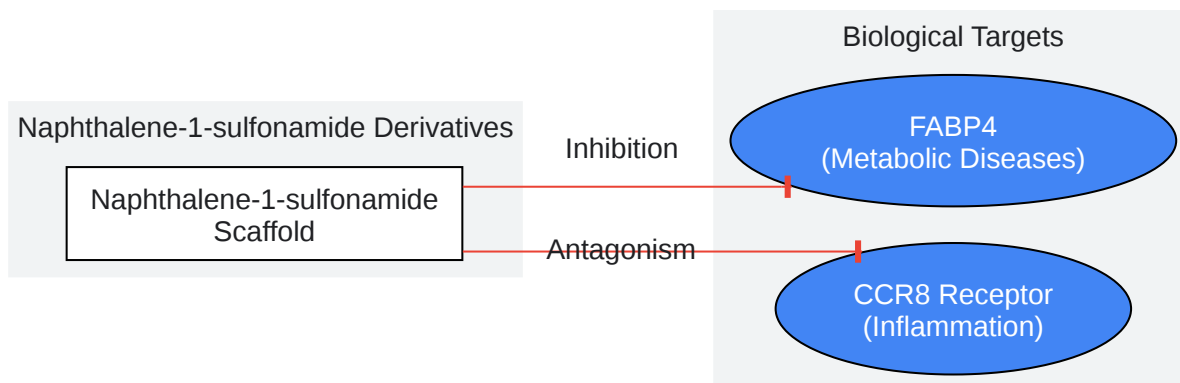 Biological Targets
Naphthalene-1-sulfonamide Derivatives
Naphthalene-1-sulfonamide
Scaffold
Inhibition
Antagonism
FABP4
(Metabolic Diseases)
CCR8 Receptor
(Inflammation)